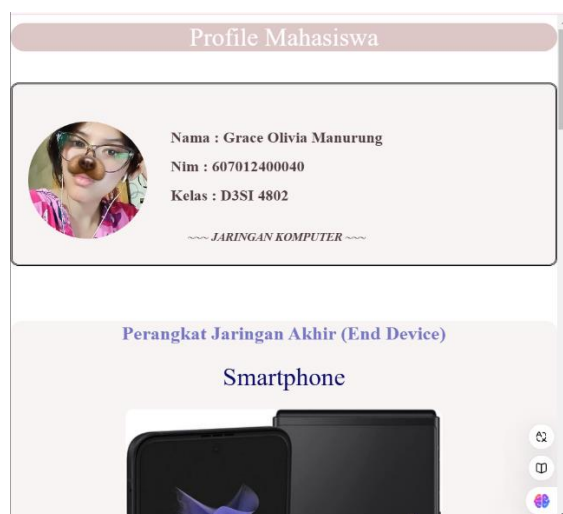 Profile Mahasiswa
Nama : Grace Olivia Manurung
Nim : 607012400040
Kelas : D3SI 4802
~~~ JARINGAN KOMPUTER ~~~
Perangkat Jaringan Akhir (End Device)
Smartphone